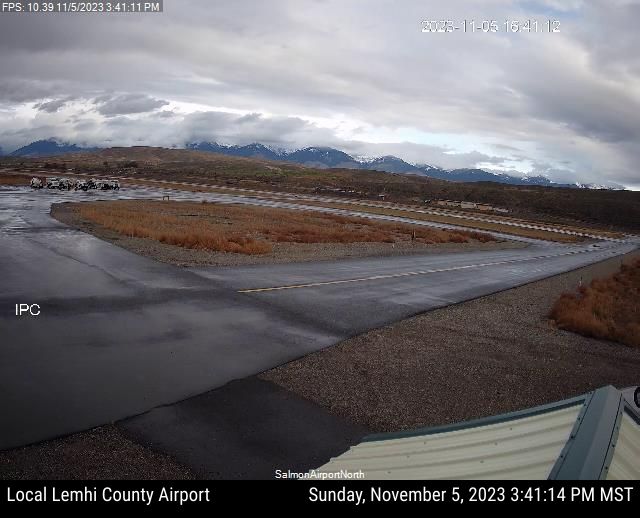 FPS: 10.39 11/5/2023 3:41:11 PM
2023-11-05 16:41:12
IPC
SalmonAirportNorth
Local Lemhi County Airport Sunday, November 5, 2023 3:41:14 PM MST